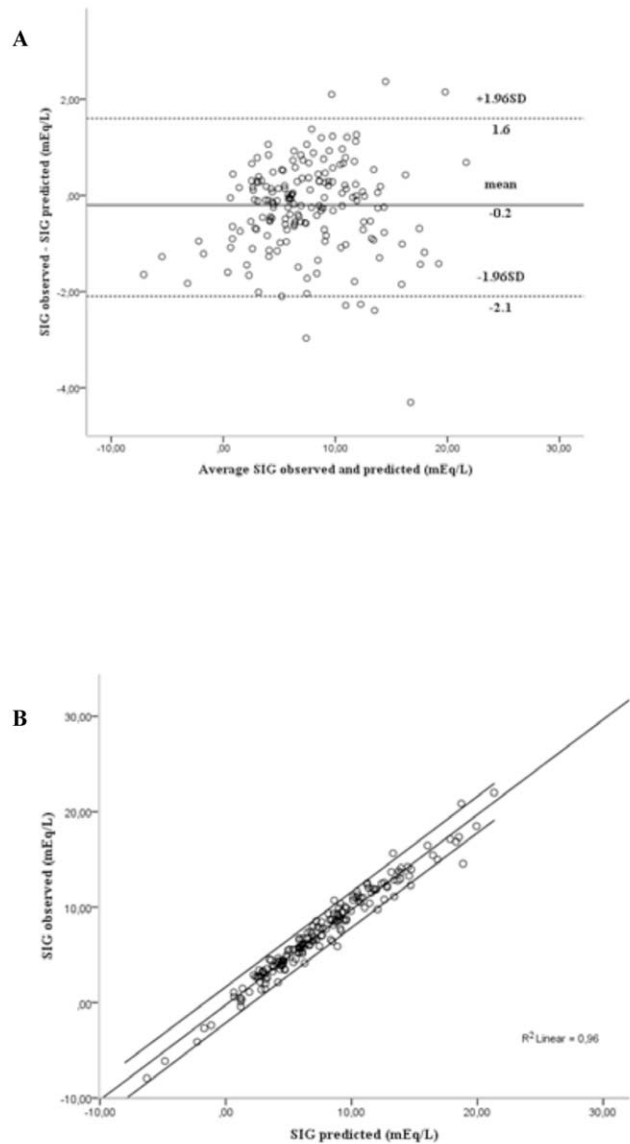 A
SIG observed - SIG predicted (mEq/L)
2,00
,00
-2,00
-4,00
+1.96SD
1.6
mean
-0.2
-1.96SD
-2.1
-10,00
,00
10,00
20,00
30,00
Average SIG observed and predicted (mEq/L)
B
SIG observed (mEq/L)
30,00
20,00
10,00
,00
-10,00
R² Linear = 0,96
-10,00
,00
10,00
20,00
30,00
SIG predicted (mEq/L)